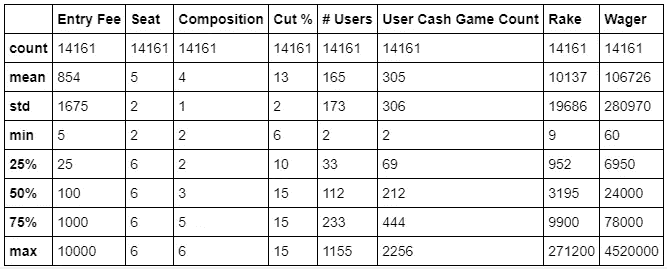 Entry Fee Seat Composition Cut % # Users User Cash Game Count Rake Wager
count 14161 14161 14161 14161 14161 14161 14161 14161
mean 854 5 4 13 165 305 10137 106726
std 1675 2 1 2 173 306 19686 280970
min 5 2 2 6 2 2 9 60
25% 25 6 2 10 33 69 952 6950
50% 100 6 3 15 112 212 3195 24000
75% 1000 6 5 15 233 444 9900 78000
max 10000 6 6 15 1155 2256 271200 4520000